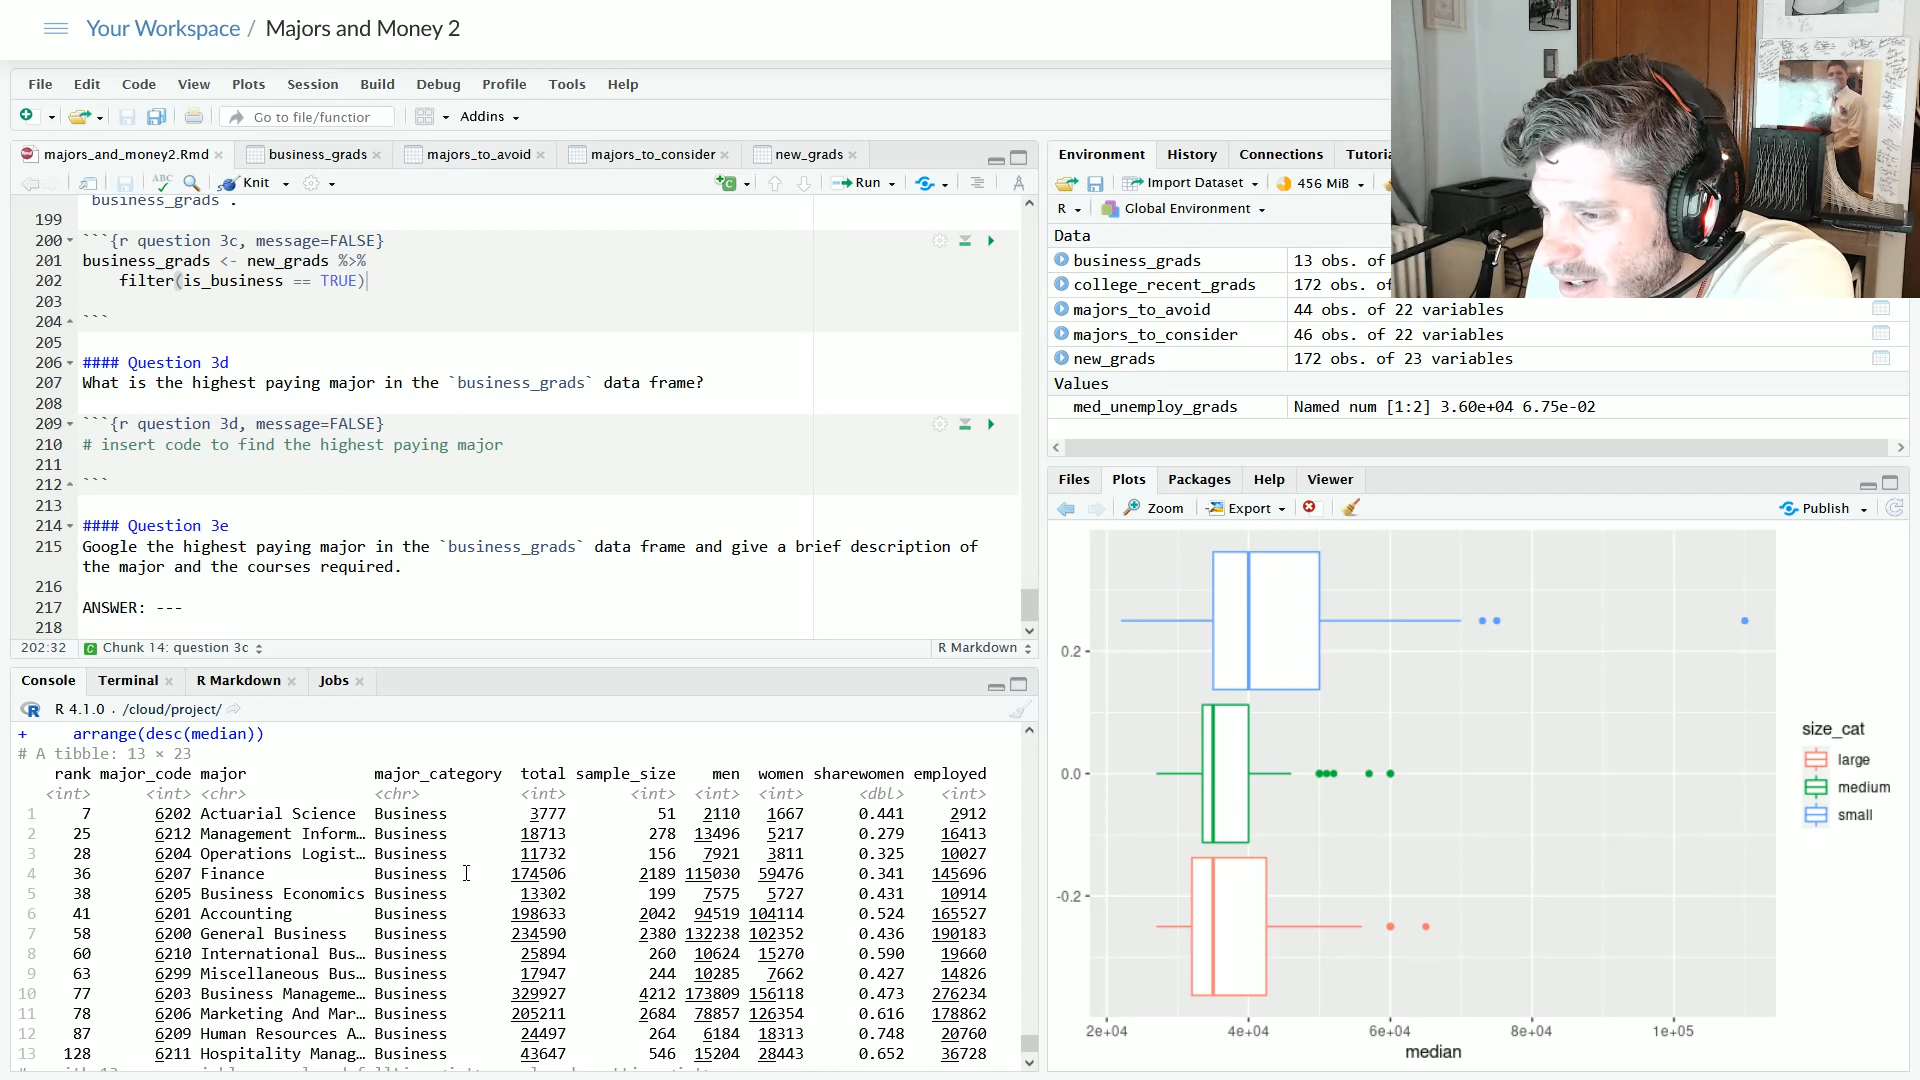 Your Workspace / Majors and Money 2
File Edit Code View Plots Session Build Debug Profile Tools Help
Go to file/function Addins
majors_and_money2.Rmd business_grads majors_to_avoid majors_to_consider new_grads
ABC Knit Run
`business_grads`.
199
200 ```{r question 3c, message=FALSE}
201 business_grads <- new_grads %>%
202 filter(is_business == TRUE)
203
204 ```
205
206 #### Question 3d
207 What is the highest paying major in the `business_grads` data frame?
208
209 ```{r question 3d, message=FALSE}
210 # insert code to find the highest paying major
211
212 ```
213
214 #### Question 3e
215 Google the highest paying major in the `business_grads` data frame and give a brief description of
the major and the courses required.
216
217 ANSWER: ---
218
202:32 Chunk 14: question 3c R Markdown
Console Terminal R Markdown Jobs
R 4.1.0 . /cloud/project/
+ arrange(desc(median))
# A tibble: 13 × 23
rank major_code major major_category total sample_size men women sharewomen employed
<int> <int> <chr> <chr> <int> <int> <int> <int> <dbl> <int>
1 7 6202 Actuarial Science Business 3777 51 2110 1667 0.441 2912
2 25 6212 Management Inform… Business 18713 278 13496 5217 0.279 16413
3 28 6204 Operations Logist… Business 11732 156 7921 3811 0.325 10027
4 36 6207 Finance Business 174506 2189 115030 59476 0.341 145696
5 38 6205 Business Economics Business 13302 199 7575 5727 0.431 10914
6 41 6201 Accounting Business 198633 2042 94519 104114 0.524 165527
7 58 6200 General Business Business 234590 2380 132238 102352 0.436 190183
8 60 6210 International Bus… Business 25894 260 10624 15270 0.590 19660
9 63 6299 Miscellaneous Bus… Business 17947 244 10285 7662 0.427 14826
10 77 6203 Business Manageme… Business 329927 4212 173809 156118 0.473 276234
11 78 6206 Marketing And Mar… Business 205211 2684 78857 126354 0.616 178862
12 87 6209 Human Resources A… Business 24497 264 6184 18313 0.748 20760
13 128 6211 Hospitality Manag… Business 43647 546 15204 28443 0.652 36728
Environment History Connections
Import Dataset 456 MiB
R Global Environment
Data
business_grads 13 obs. of
college_recent_grads 172 obs. of
majors_to_avoid 44 obs. of 22 variables
majors_to_consider 46 obs. of 22 variables
new_grads 172 obs. of 23 variables
Values
med_unemploy_grads Named num [1:2] 3.60e+04 6.75e-02
Files Plots Packages Help Viewer
Zoom Export Publish
0.2
0.0
-0.2
2e+04 4e+04 6e+04 8e+04 1e+05
median
size_cat
large
medium
small